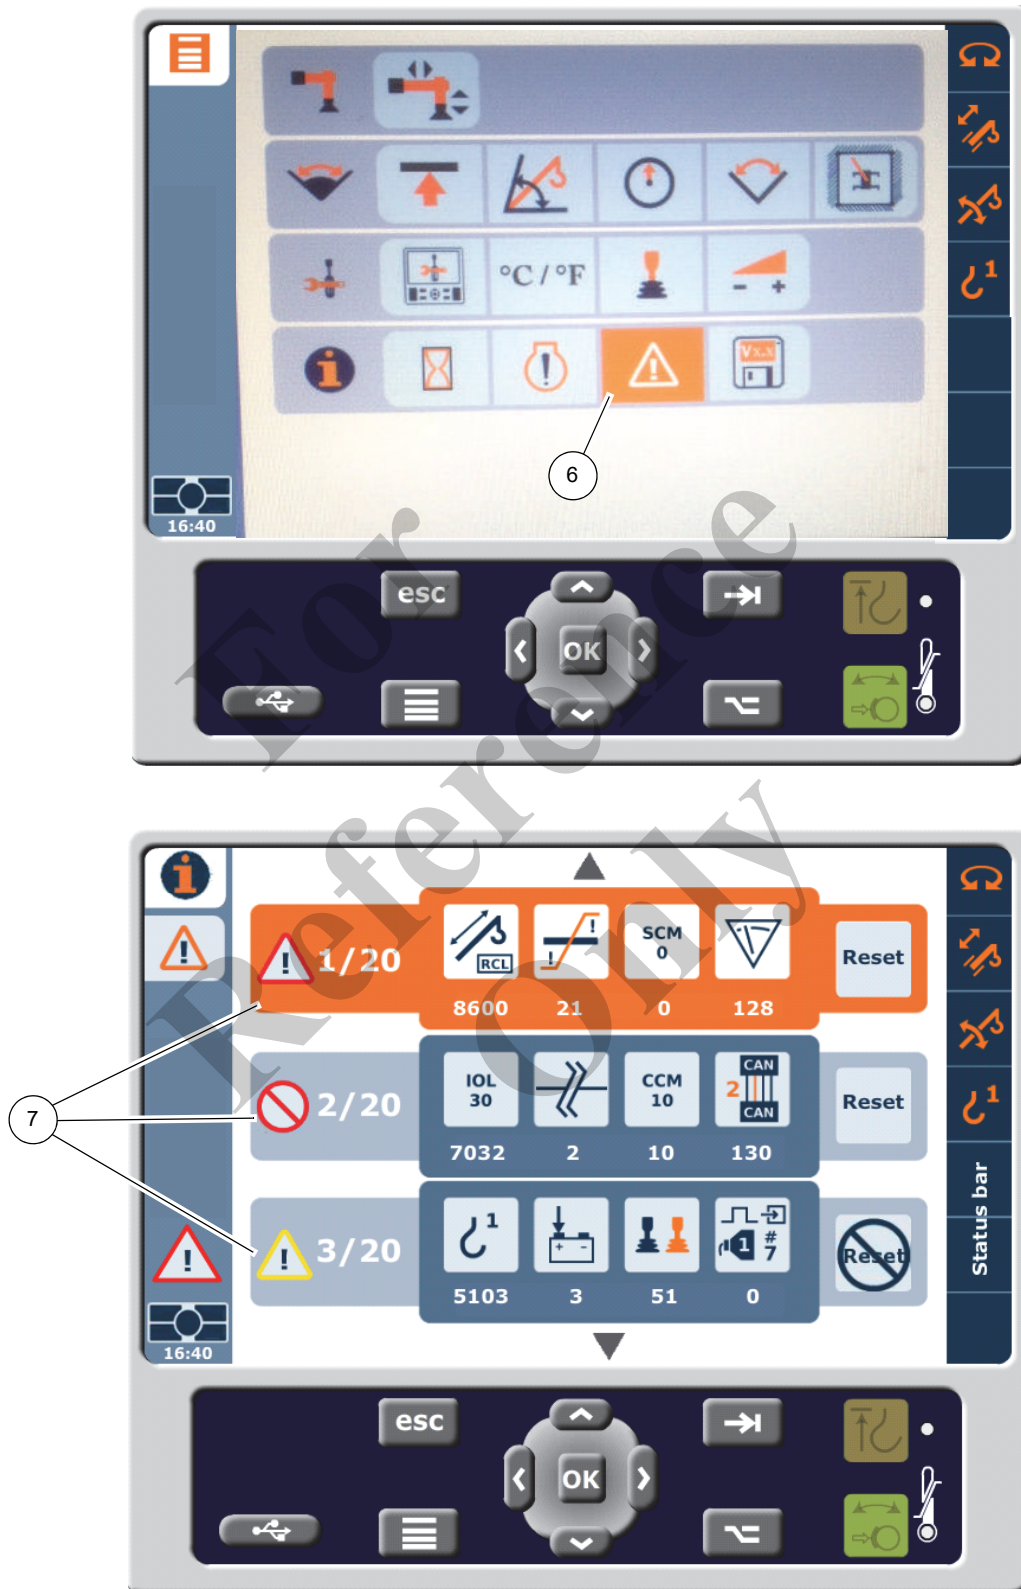 °C / °F
Vx.x
6
16:40
esc
OK
For
Reference
Only
1/20
RCL
SCM
0
Reset
8600 21 0 128
7
2/20
IOL
30
CCM
10
CAN
2
CAN
Reset
7032 2 10 130
3/20
1
1
#
7
Reset
5103 3 51 0
1
1
Status bar
16:40
esc
OK